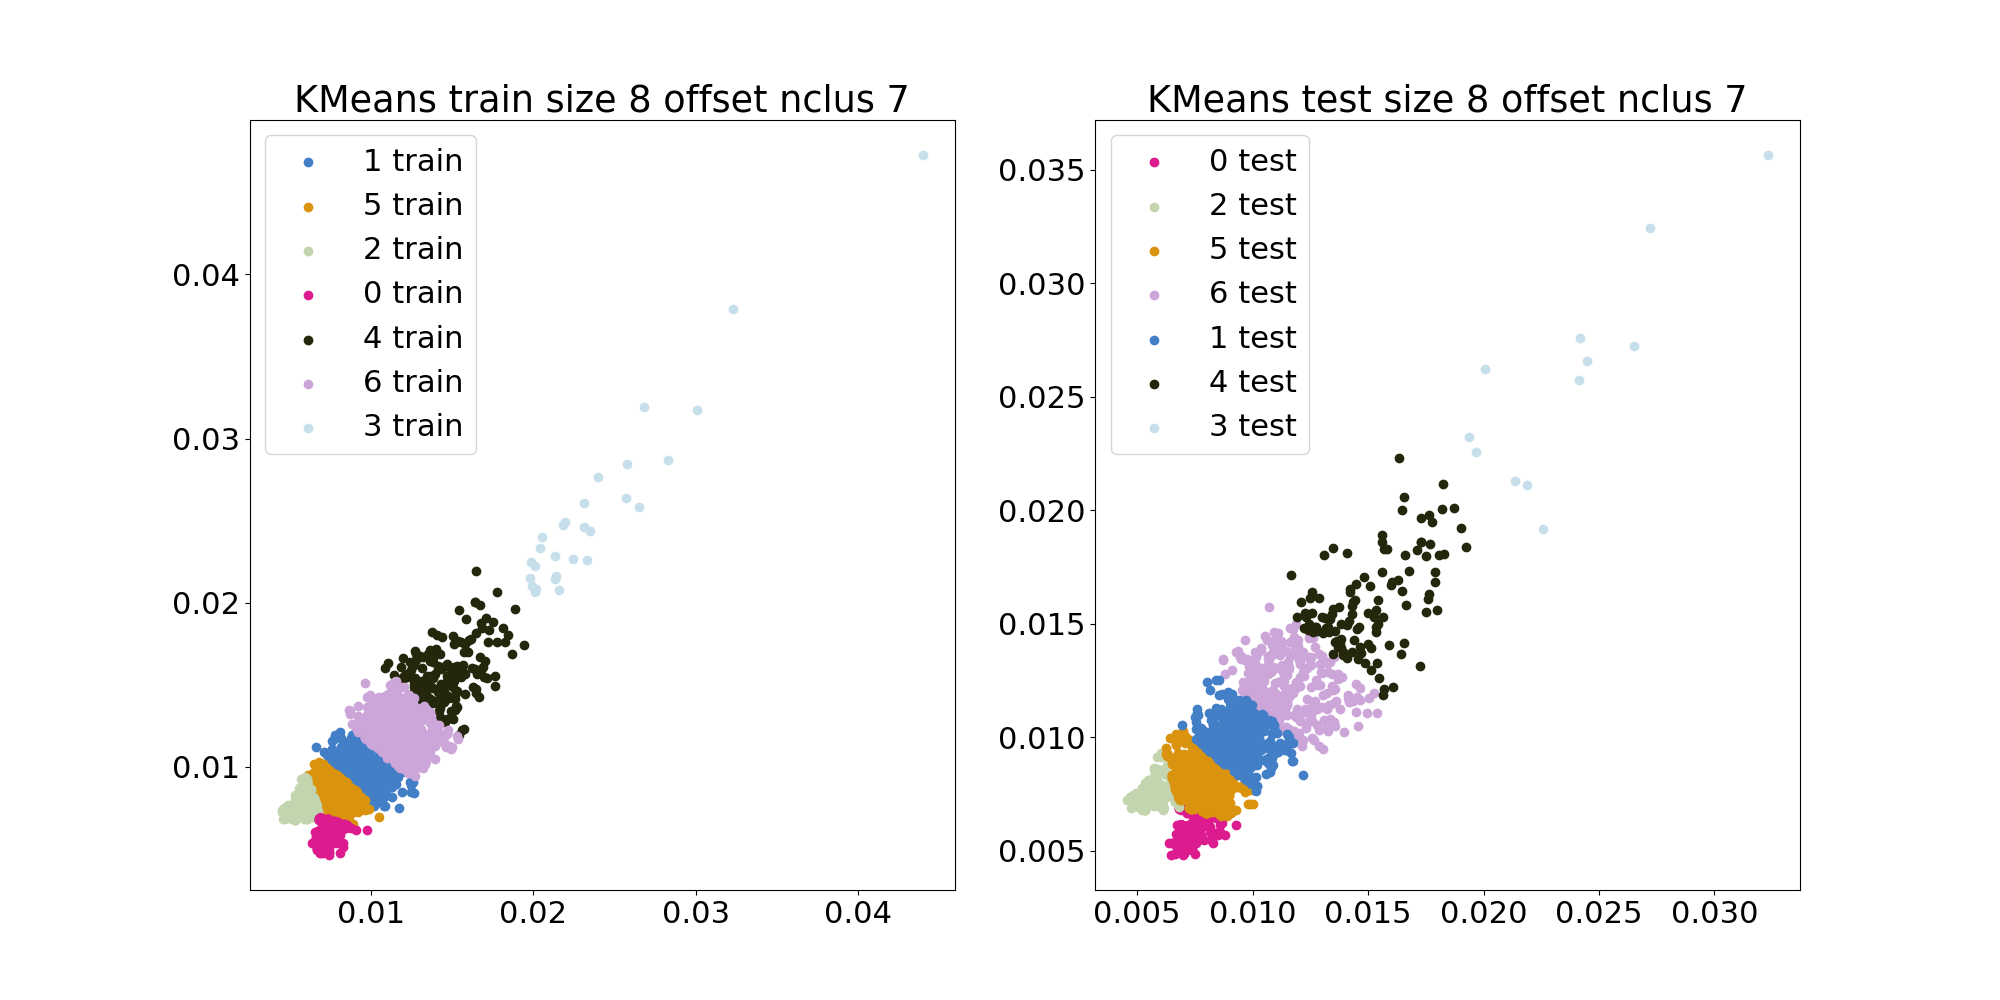 KMeans train size 8 offset nclus 7
1 train
5 train
2 train
0 train
4 train
6 train
3 train
0.04
0.03
0.02
0.01
0.01 0.02 0.03 0.04
KMeans test size 8 offset nclus 7
0 test
2 test
5 test
6 test
1 test
4 test
3 test
0.035
0.030
0.025
0.020
0.015
0.010
0.005
0.005 0.010 0.015 0.020 0.025 0.030